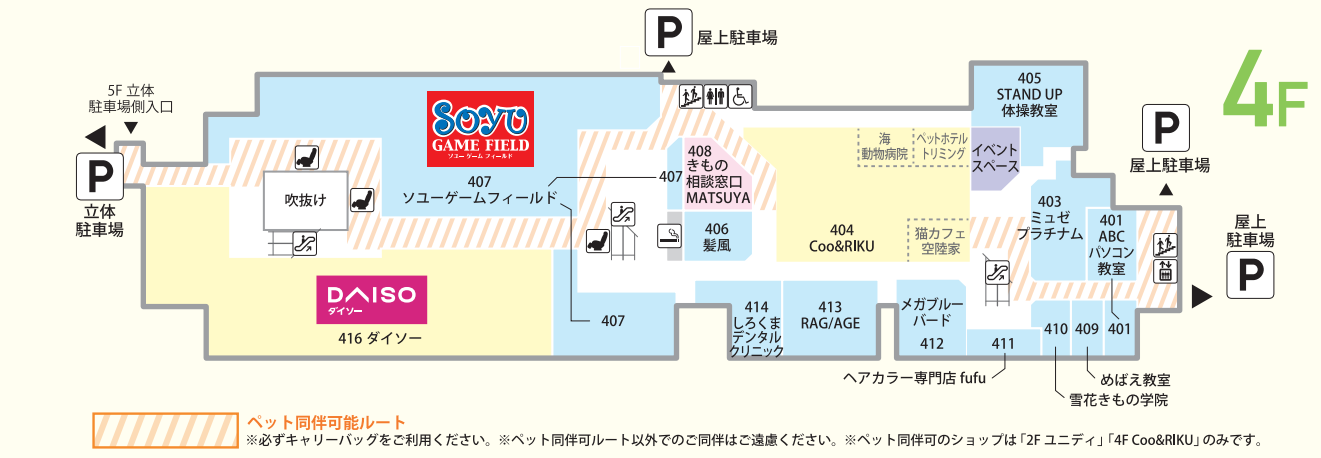 P
屋上駐車場
4F
5F 立体
駐車場側入口
P
立体
駐車場
SOYU
GAME FIELD
ソユー ゲーム フィールド
407
ソユーゲームフィールド
吹抜け
DAISO
ダイソー
416 ダイソー
407
407
408
きもの
相談窓口
MATSUYA
406
髪風
404
Coo&RIKU
海
動物病院
ペットホテル
トリミング
猫カフェ
空陸家
イベント
スペース
405
STAND UP
体操教室
403
ミュゼ
プラチナム
401
ABC
パソコン
教室
P
屋上駐車場
屋上
駐車場
P
414
しろくま
デンタル
クリニック
413
RAG/AGE
メガブルー
バード
412
411
410
409
401
ヘアカラー専門店 fufu
めばえ教室
雪花きもの学院
ペット同伴可能ルート
※必ずキャリーバッグをご利用ください。※ペット同伴可ルート以外でのご同伴はご遠慮ください。※ペット同伴可のショップは「2F ユニディ」「4F Coo&RIKU」のみです。